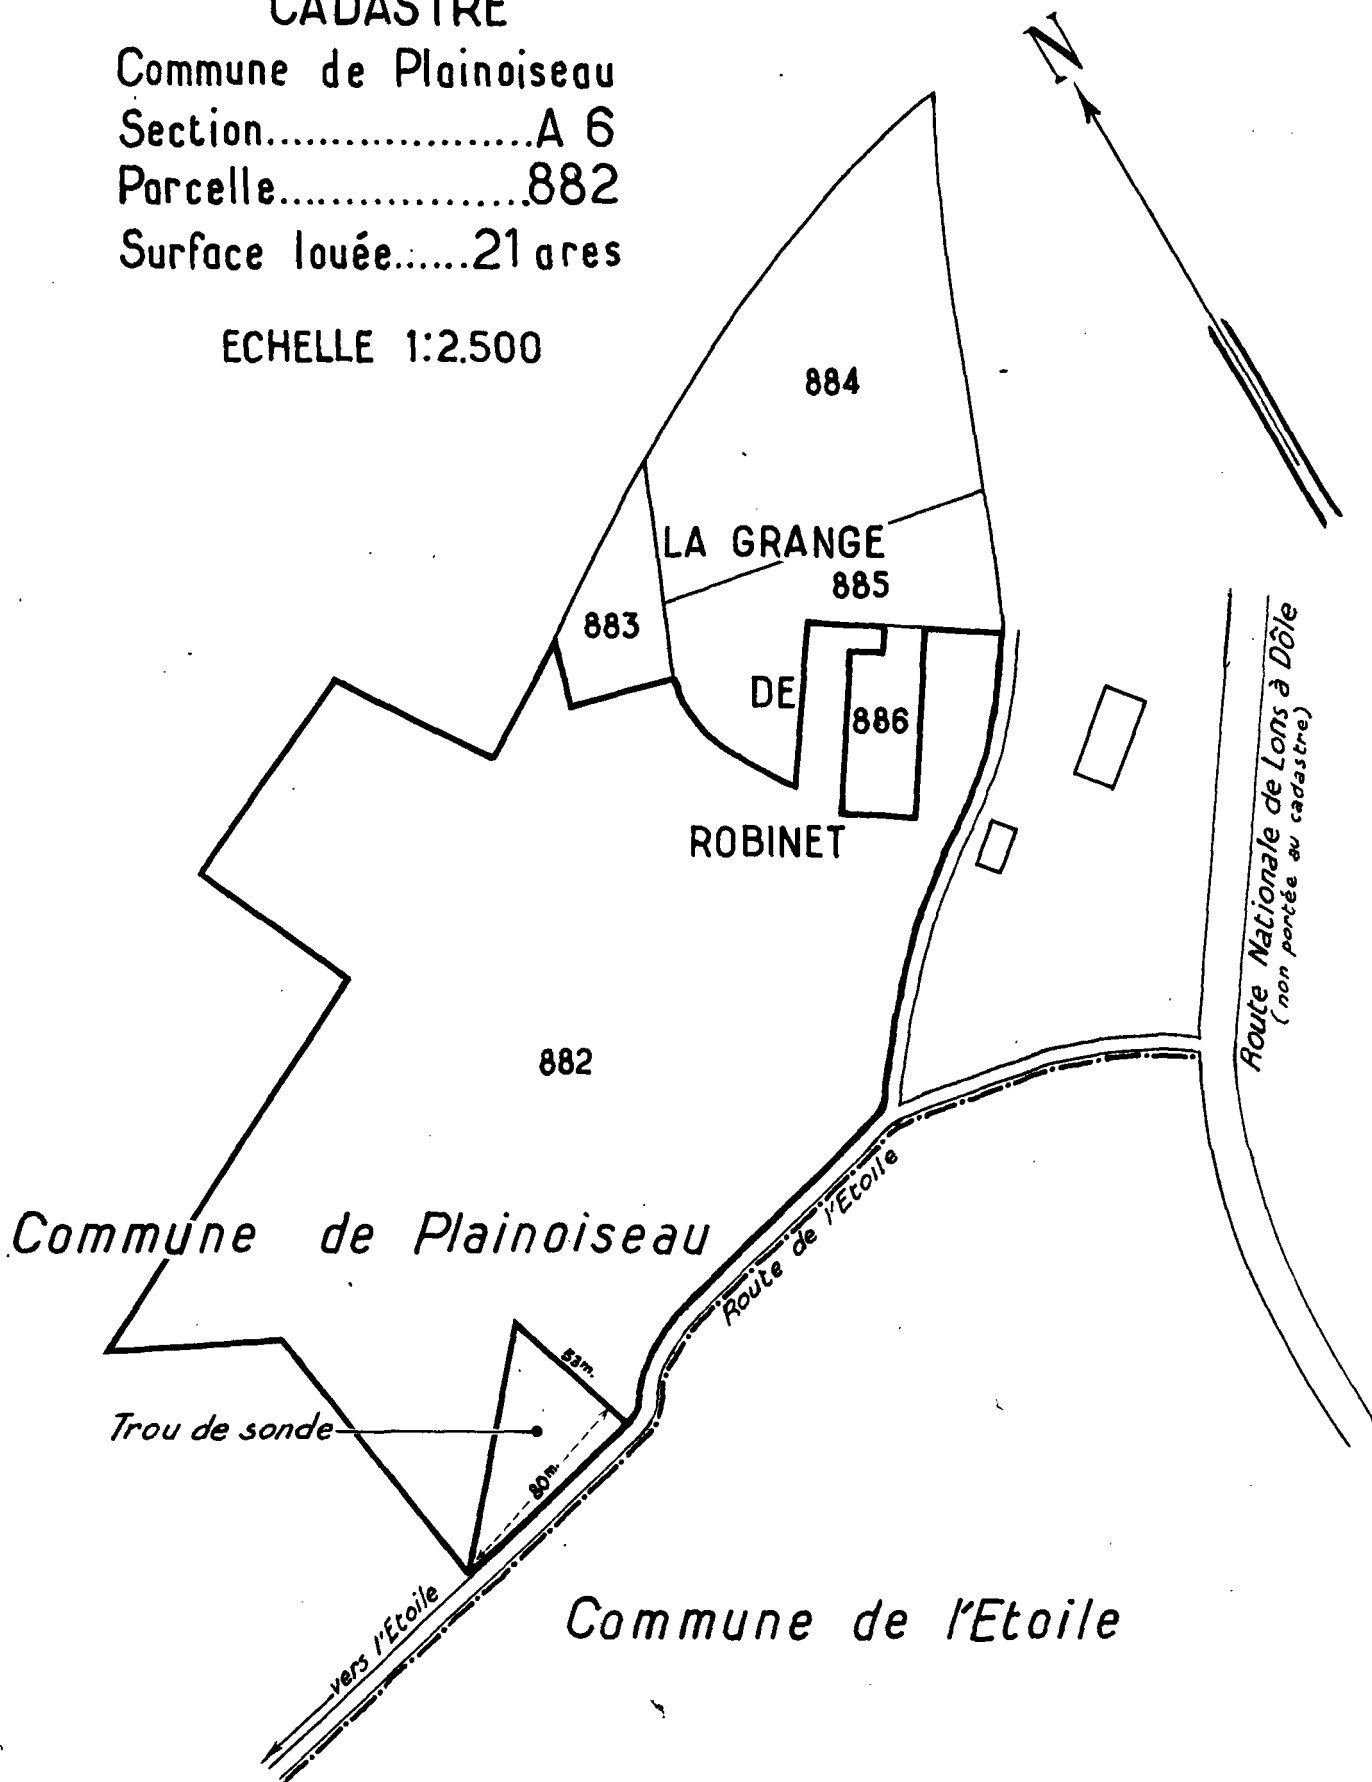 CADASTRE
Commune de Plainoiseau
Section....................A 6
Parcelle..................882
Surface louée.......21 ares
ECHELLE 1:2.500
N
884
LA GRANGE
885
883
DE
886
ROBINET
Route Nationale de Lons à Dôle
(non portée au cadastre)
882
Route de l'Etoile
Commune de Plainoiseau
53m.
Trou de sonde
80m.
vers l'Etoile
Commune de l'Etoile